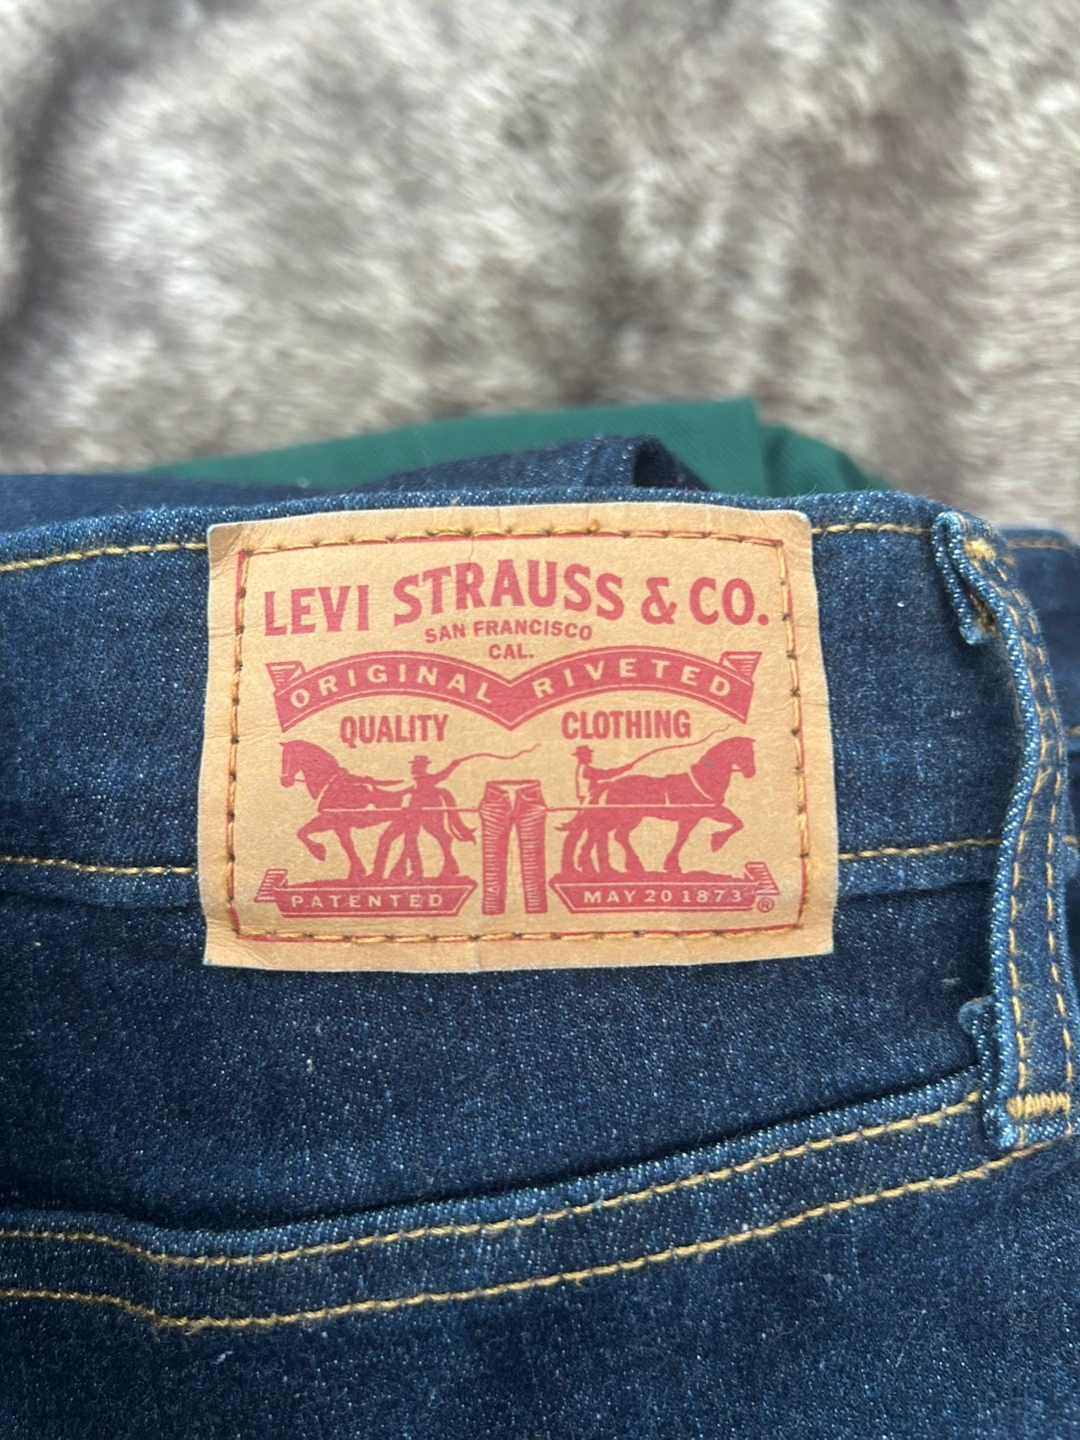 LEVI STRAUSS & CO.
SAN FRANCISCO
CAL.
ORIGINAL RIVETED
QUALITY CLOTHING
PATENTED MAY 20 1873 ®